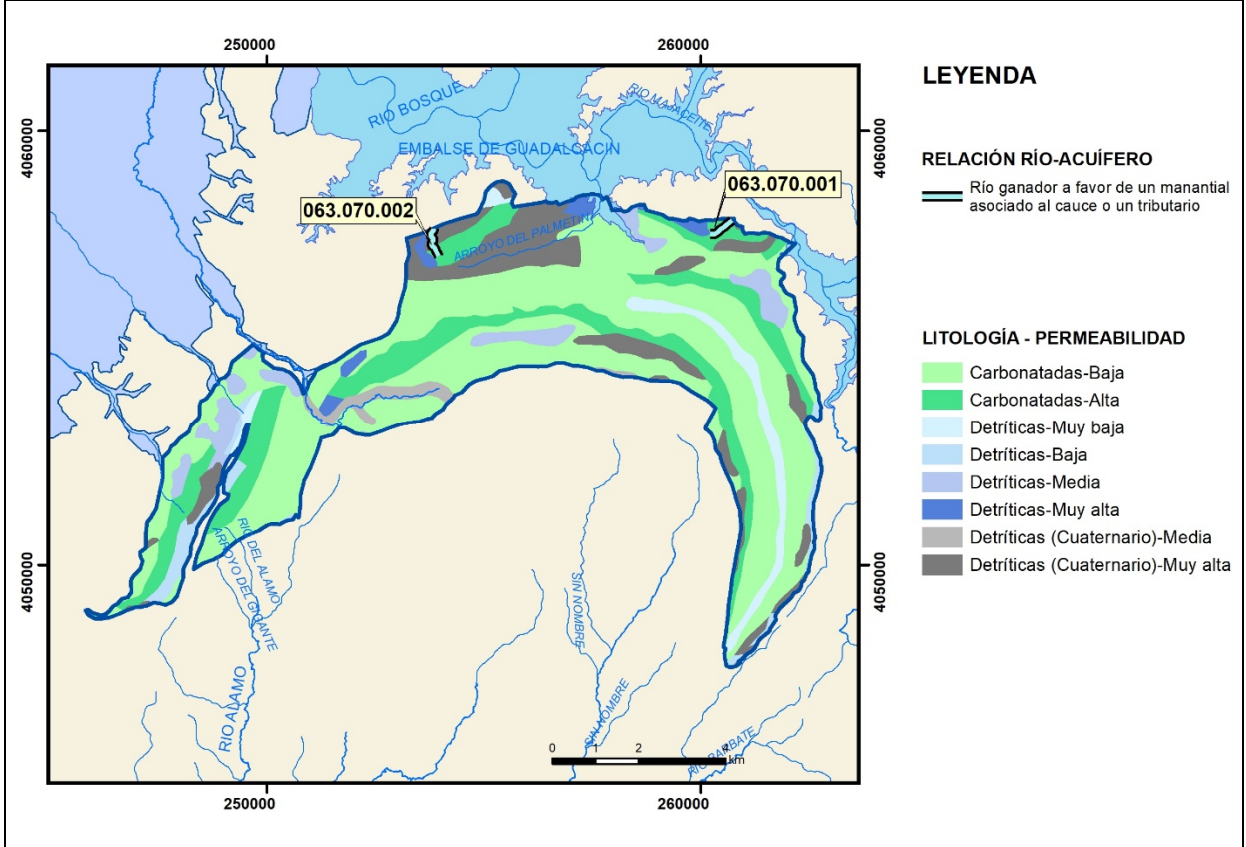 250000
260000
4060000
4060000
RIO BOSQUE
RIO MAJACEITE
EMBALSE DE GUADALCACIN
063.070.001
063.070.002
ARROYO DEL PALMETIN
4050000
4050000
RIO DEL ALAMO
ARROYO DEL GIGANTE
SIN NOMBRE
SIN NOMBRE
RIO ALAMO
RIO BARBATE
0 1 2 4
km
250000
260000
LEYENDA
RELACIÓN RÍO-ACUÍFERO
Río ganador a favor de un manantial
asociado al cauce o un tributario
LITOLOGÍA - PERMEABILIDAD
Carbonatadas-Baja
Carbonatadas-Alta
Detríticas-Muy baja
Detríticas-Baja
Detríticas-Media
Detríticas-Muy alta
Detríticas (Cuaternario)-Media
Detríticas (Cuaternario)-Muy alta